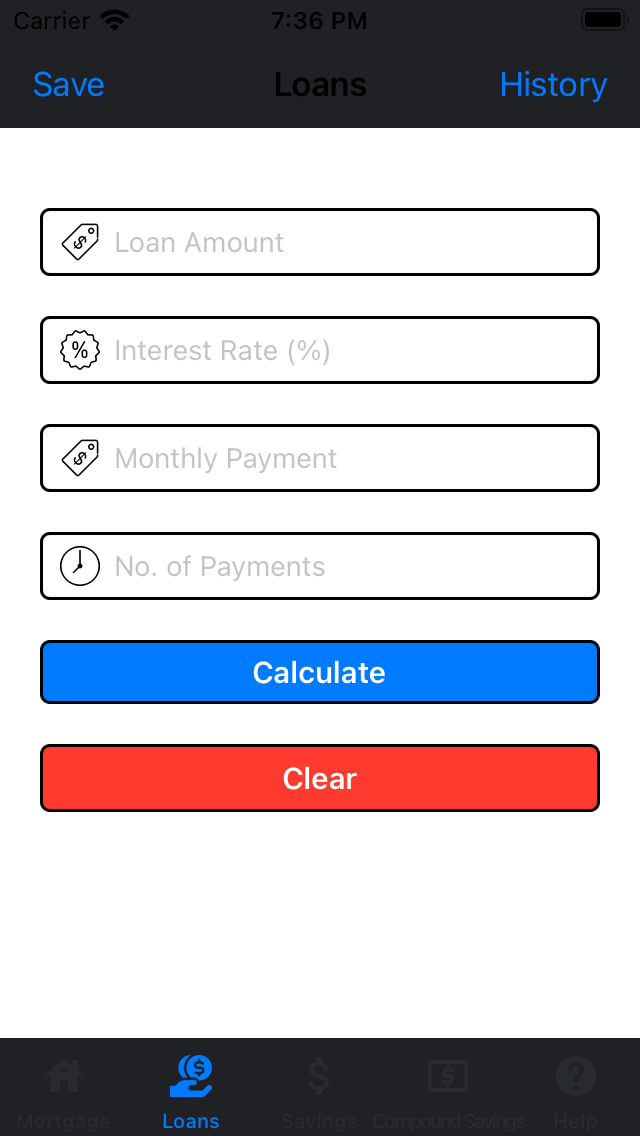 Carrier 7:36 PM
Save Loans History
Loan Amount
Interest Rate (%)
Monthly Payment
No. of Payments
Calculate
Clear
Mortgage Loans Savings Compound Savings Help